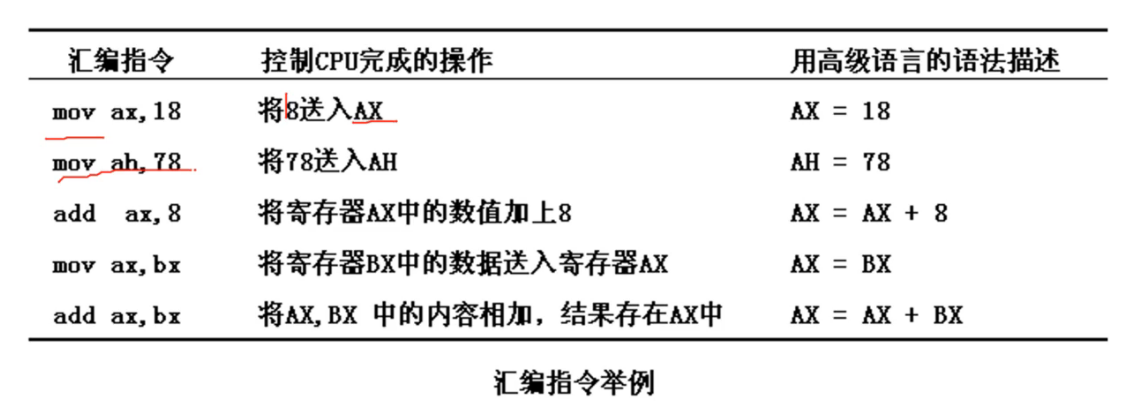 汇编指令 控制CPU完成的操作 用高级语言的语法描述
mov ax,18 将8送入AX AX = 18
mov ah,78 将78送入AH AH = 78
add ax,8 将寄存器AX中的数值加上8 AX = AX + 8
mov ax,bx 将寄存器BX中的数据送入寄存器AX AX = BX
add ax,bx 将AX,BX 中的内容相加，结果存在AX中 AX = AX + BX
汇编指令举例